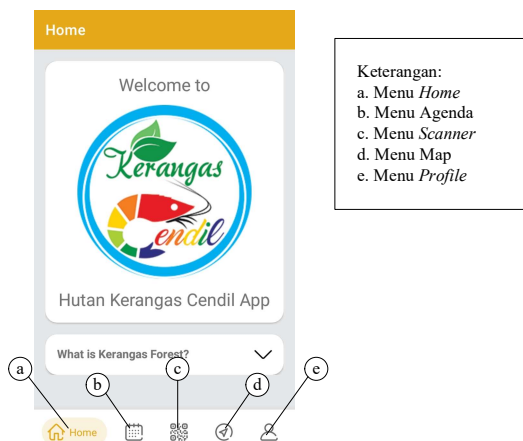 Home
Welcome to
Kerangas
Cendil
Hutan Kerangas Cendil App
What is Kerangas Forest?
a
b
c
d
e
Home
Keterangan:
a. Menu Home
b. Menu Agenda
c. Menu Scanner
d. Menu Map
e. Menu Profile